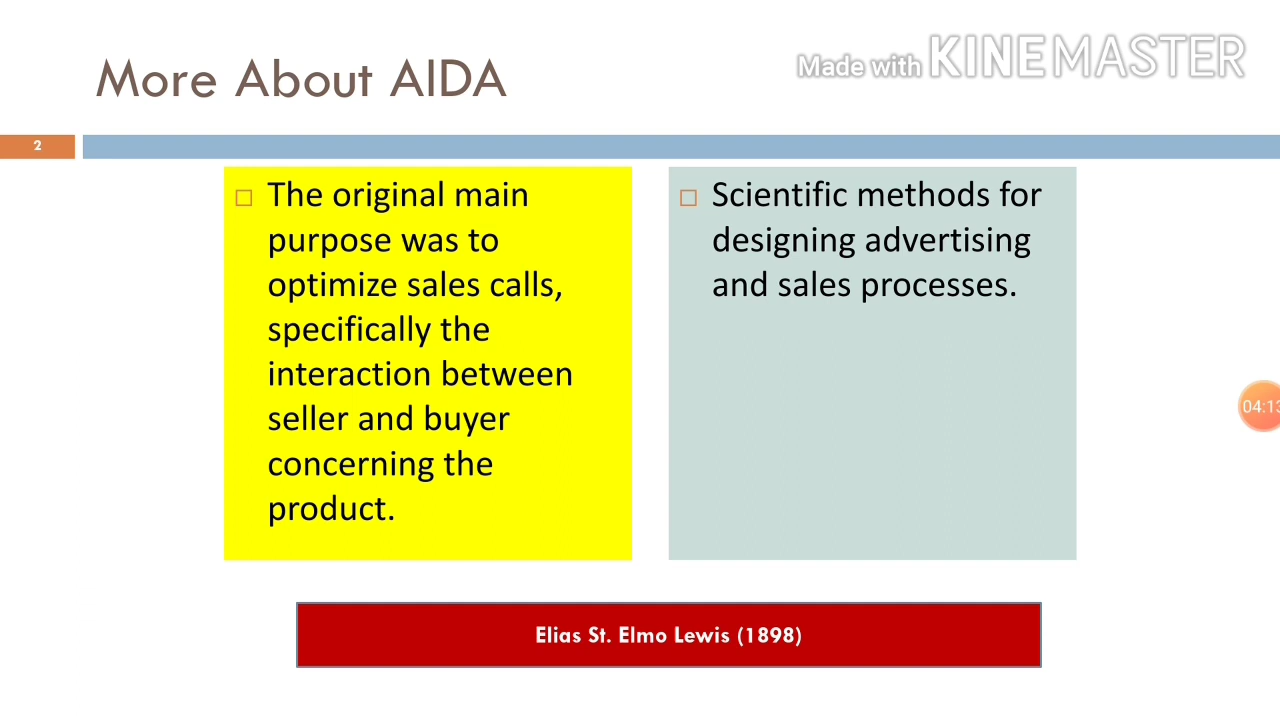 More About AIDA
Made with KINEMASTER
2
The original main
purpose was to
optimize sales calls,
specifically the
interaction between
seller and buyer
concerning the
product.
Scientific methods for
designing advertising
and sales processes.
04:13
Elias St. Elmo Lewis (1898)